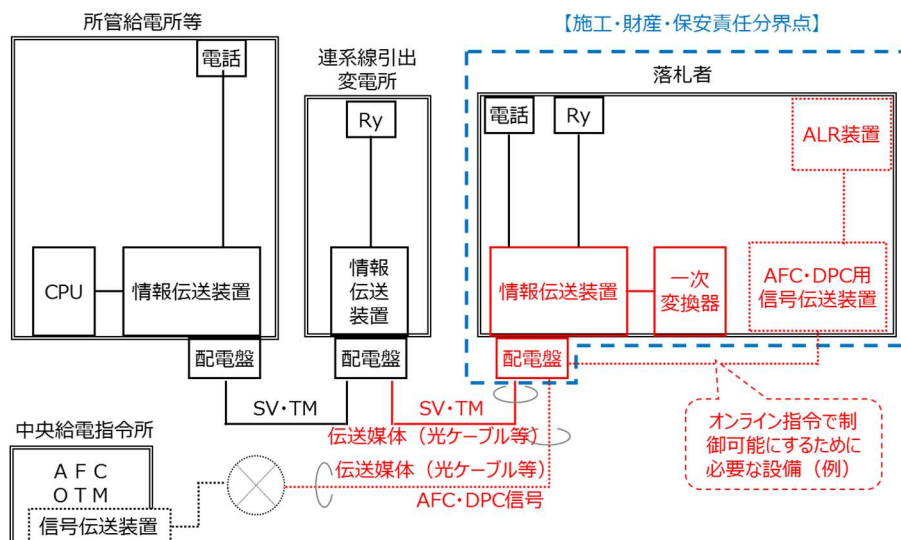 所管給電所等
電話
CPU
情報伝送装置
配電盤
連系線引出
変電所
Ry
情報
伝送
装置
配電盤
【施工・財産・保安責任分界点】
落札者
電話
Ry
ALR装置
情報伝送装置
一次
変換器
AFC・DPC用
信号伝送装置
配電盤
SV・TM
SV・TM
伝送媒体（光ケーブル等）
オンライン指令で制
御可能にするために
必要な設備（例）
中央給電指令所
ＡＦＣ
ＯＴＭ
信号伝送装置
伝送媒体（光ケーブル等）
AFC・DPC信号